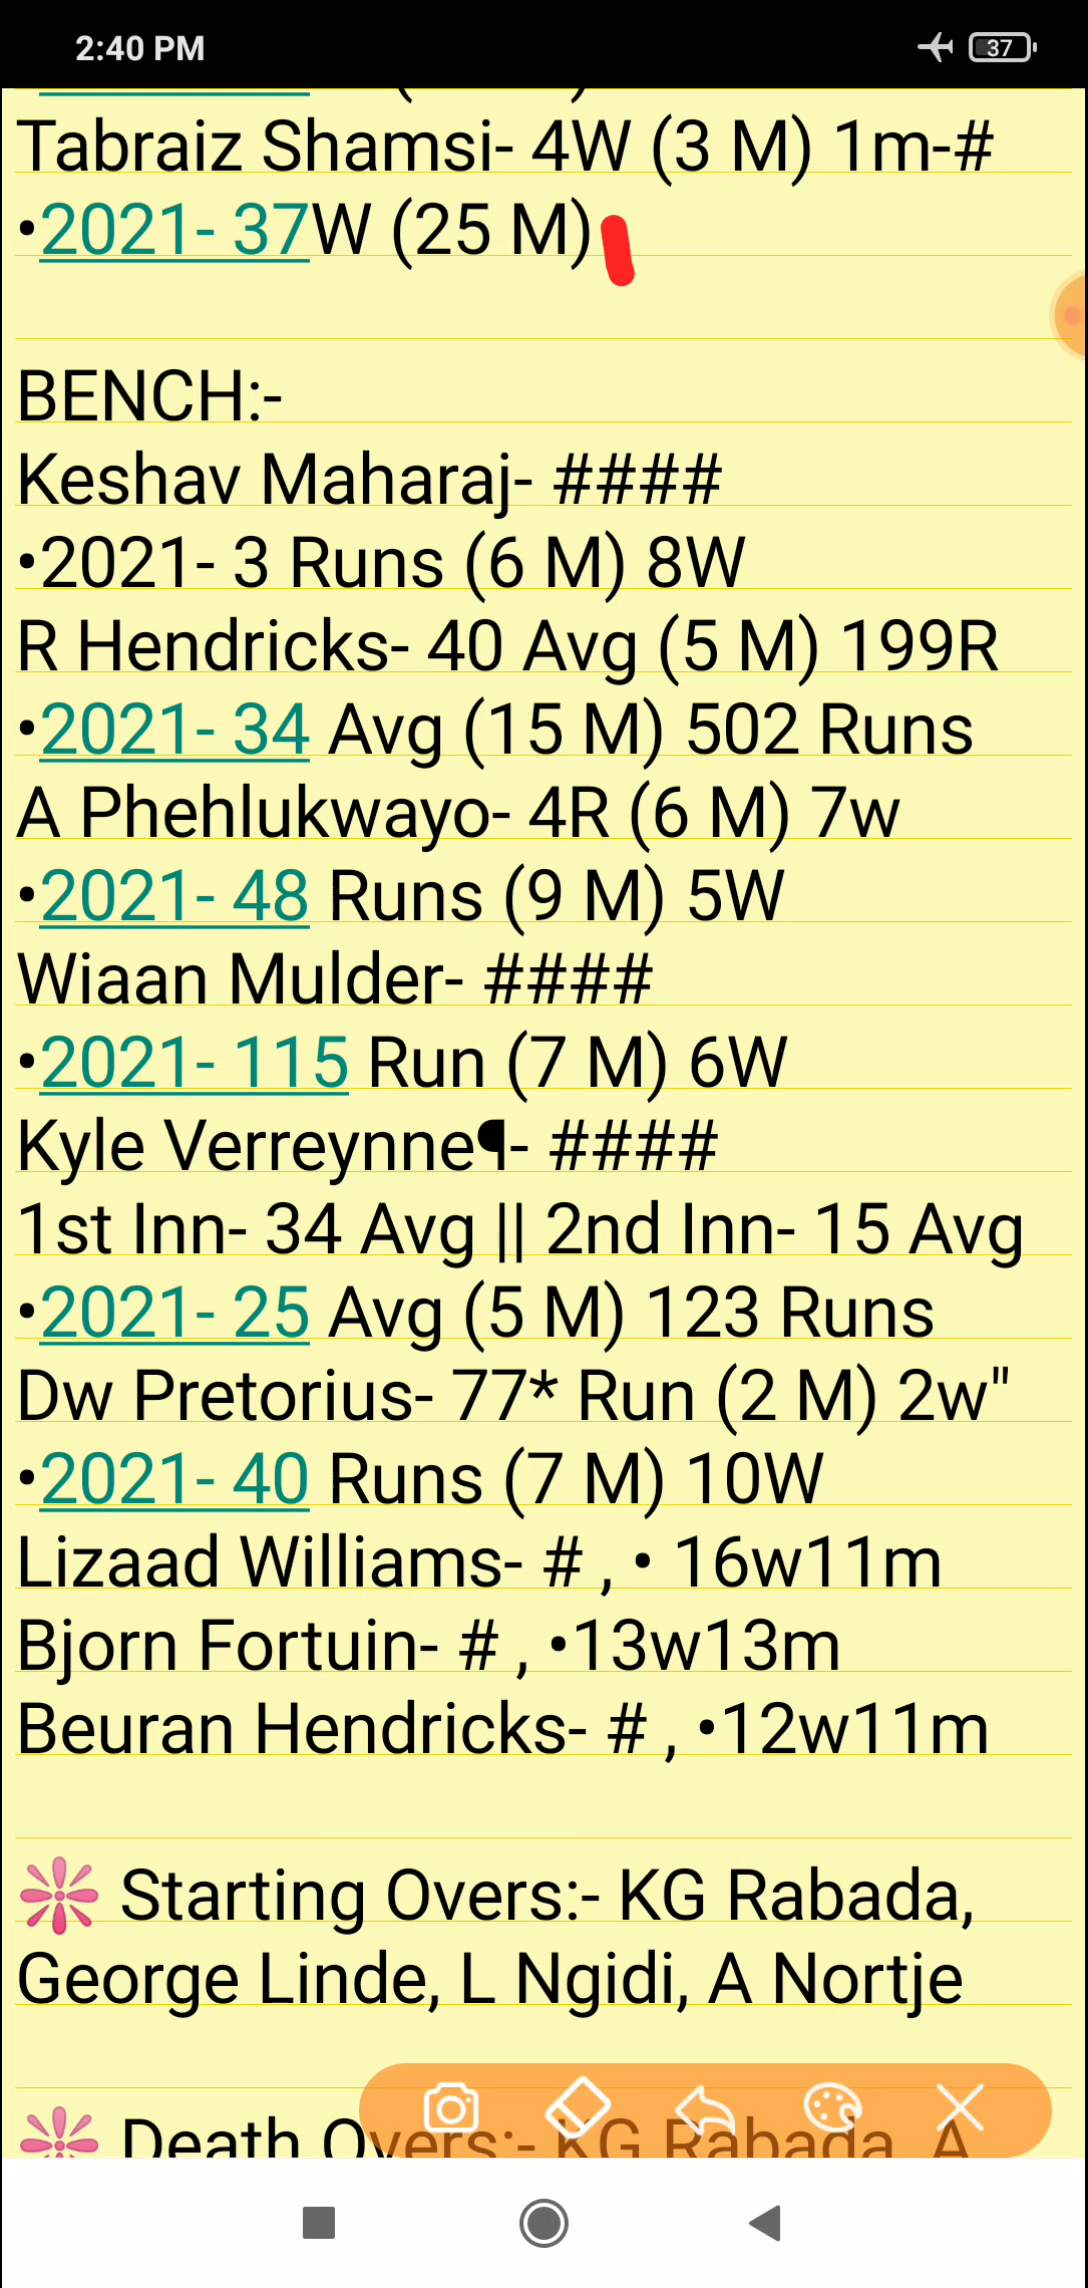 2:40 PM
37
Tabraiz Shamsi- 4W (3 M) 1m-#
•2021- 37W (25 M)
BENCH:-
Keshav Maharaj- ####
•2021- 3 Runs (6 M) 8W
R Hendricks- 40 Avg (5 M) 199R
•2021- 34 Avg (15 M) 502 Runs
A Phehlukwayo- 4R (6 M) 7w
•2021- 48 Runs (9 M) 5W
Wiaan Mulder- ####
•2021- 115 Run (7 M) 6W
Kyle Verreynne¶- ####
1st Inn- 34 Avg || 2nd Inn- 15 Avg
•2021- 25 Avg (5 M) 123 Runs
Dw Pretorius- 77* Run (2 M) 2w"
•2021- 40 Runs (7 M) 10W
Lizaad Williams- # , • 16w11m
Bjorn Fortuin- # , •13w13m
Beuran Hendricks- # , •12w11m
Starting Overs:- KG Rabada,
George Linde, L Ngidi, A Nortje
Death Overs:- KG Rabada, A